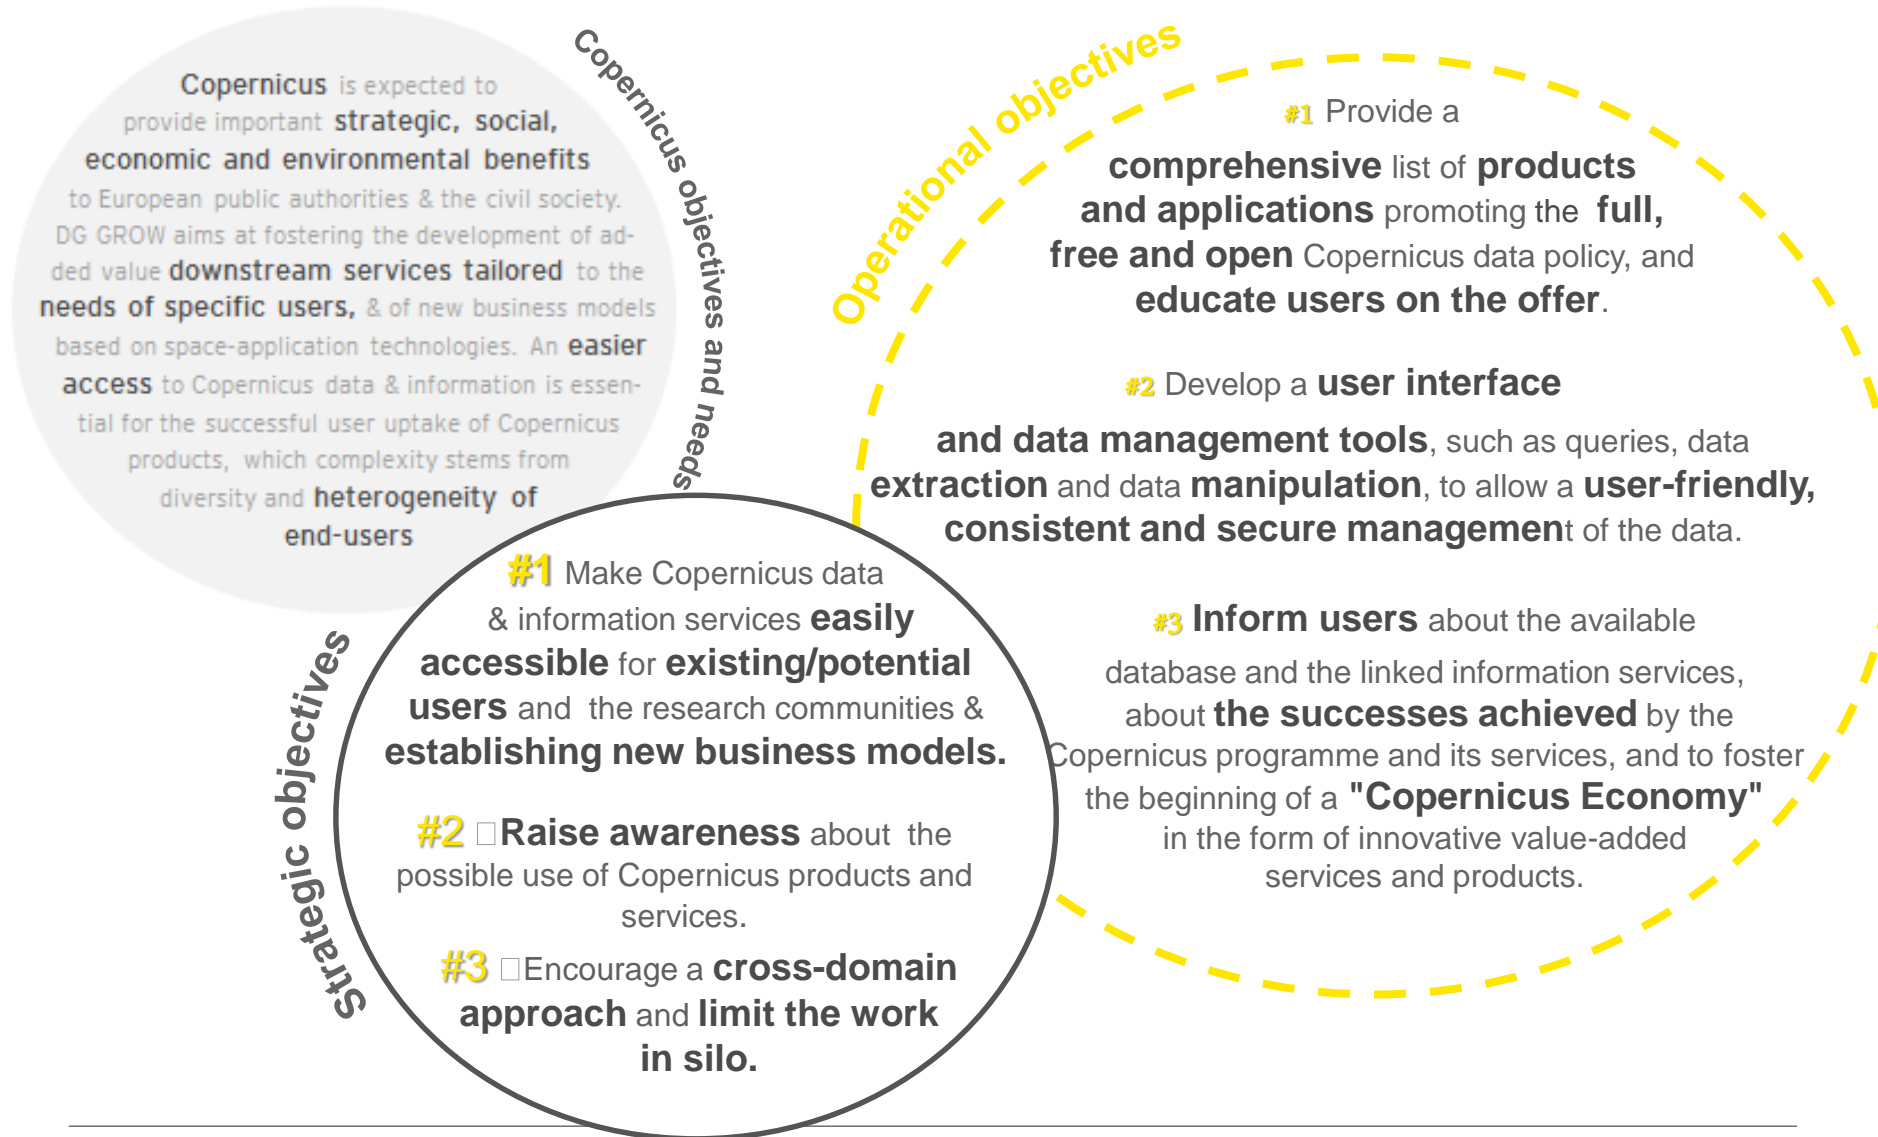 Copernicus objectives and needs
Copernicus is expected to
provide important strategic, social,
economic and environmental benefits
to European public authorities & the civil society.
DG GROW aims at fostering the development of ad-
ded value downstream services tailored to the
needs of specific users, & of new business models
based on space-application technologies. An easier
access to Copernicus data & information is essen-
tial for the successful user uptake of Copernicus
products, which complexity stems from
diversity and heterogeneity of
end-users
Strategic objectives
#1 Make Copernicus data
& information services easily
accessible for existing/potential
users and the research communities &
establishing new business models.
#2 □Raise awareness about the
possible use of Copernicus products and
services.
#3 □Encourage a cross-domain
approach and limit the work
in silo.
Operational objectives
#1 Provide a
comprehensive list of products
and applications promoting the full,
free and open Copernicus data policy, and
educate users on the offer.
#2 Develop a user interface
and data management tools, such as queries, data
extraction and data manipulation, to allow a user-friendly,
consistent and secure management of the data.
#3 Inform users about the available
database and the linked information services,
about the successes achieved by the
Copernicus programme and its services, and to foster
the beginning of a "Copernicus Economy"
in the form of innovative value-added
services and products.